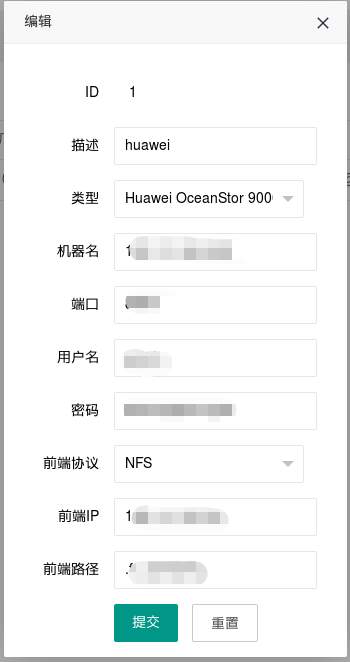 编辑
ID 1
描述 huawei
类型 Huawei OceanStor 900
机器名 1
端口
用户名
密码
前端协议 NFS
前端IP 1
前端路径
提交 重置